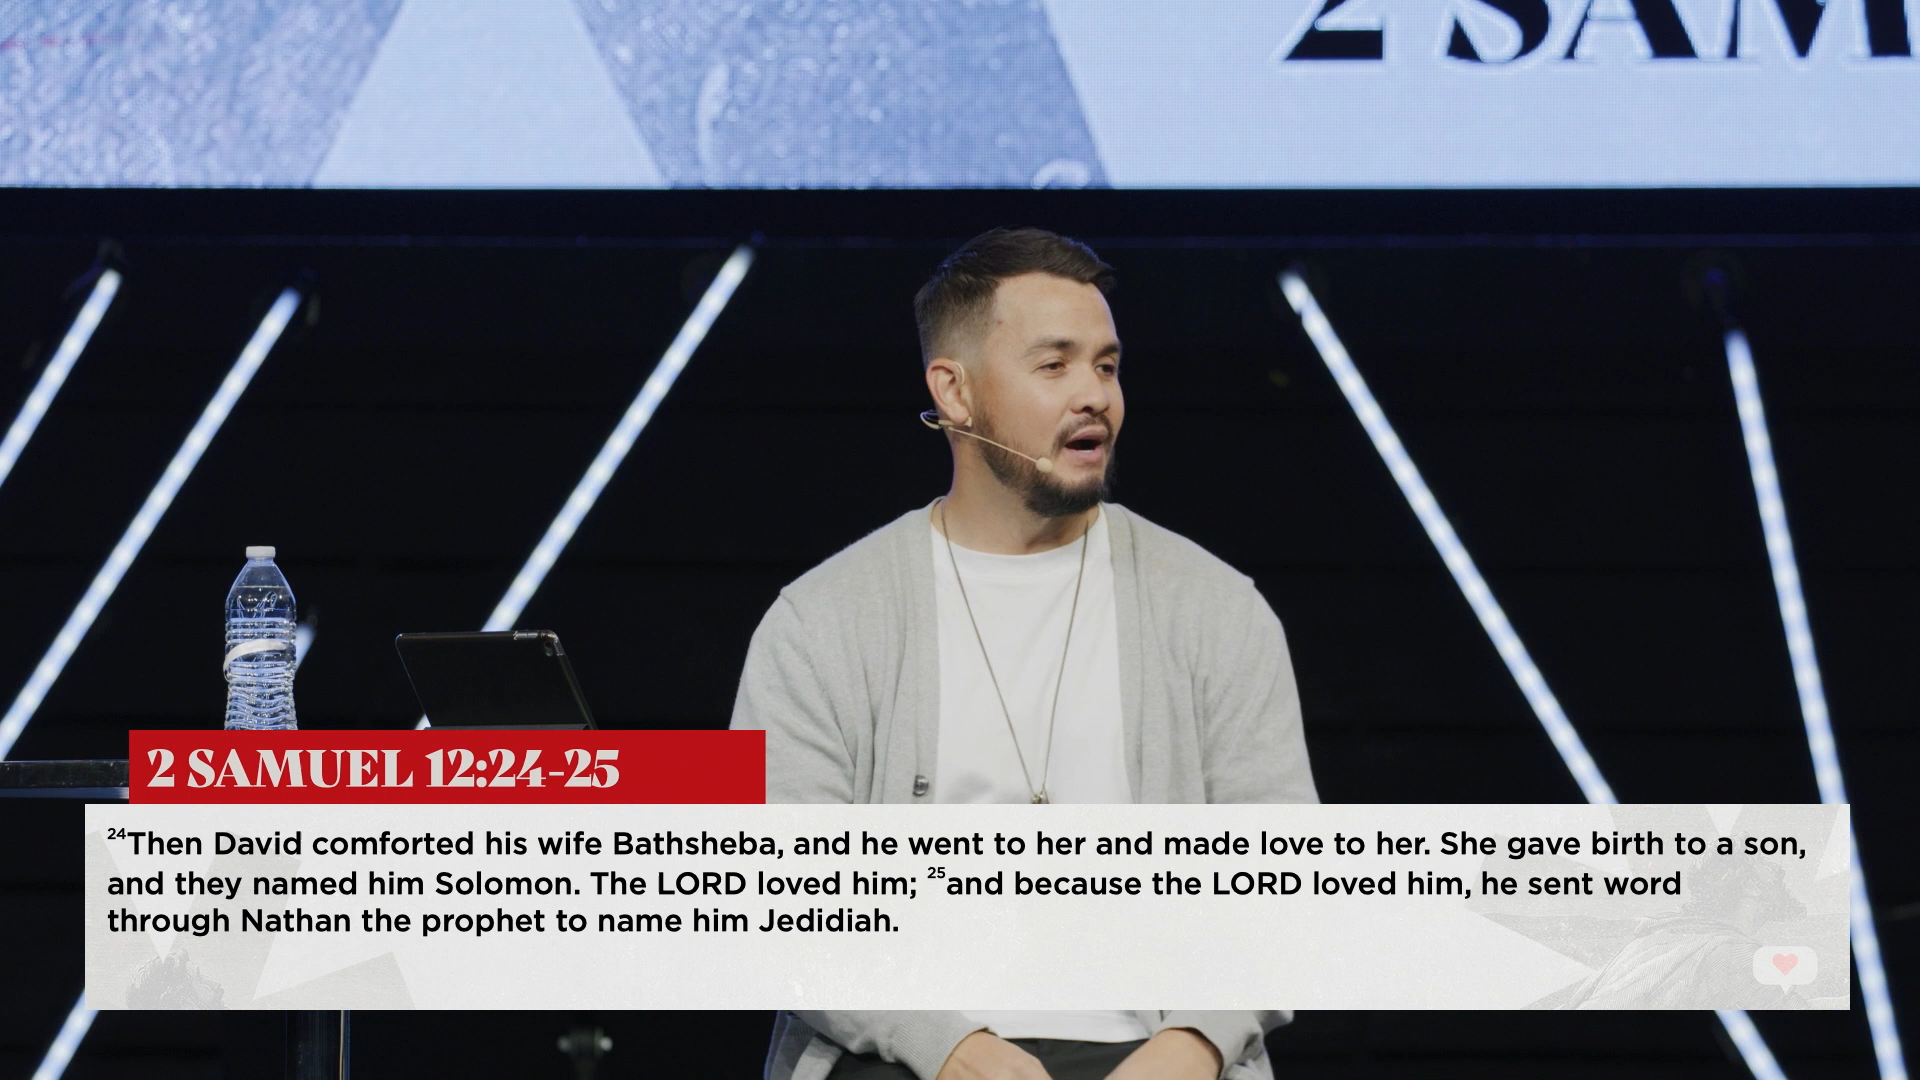 2 SAM
2 SAMUEL 12:24-25
24Then David comforted his wife Bathsheba, and he went to her and made love to her. She gave birth to a son,
and they named him Solomon. The LORD loved him; 25and because the LORD loved him, he sent word
through Nathan the prophet to name him Jedidiah.